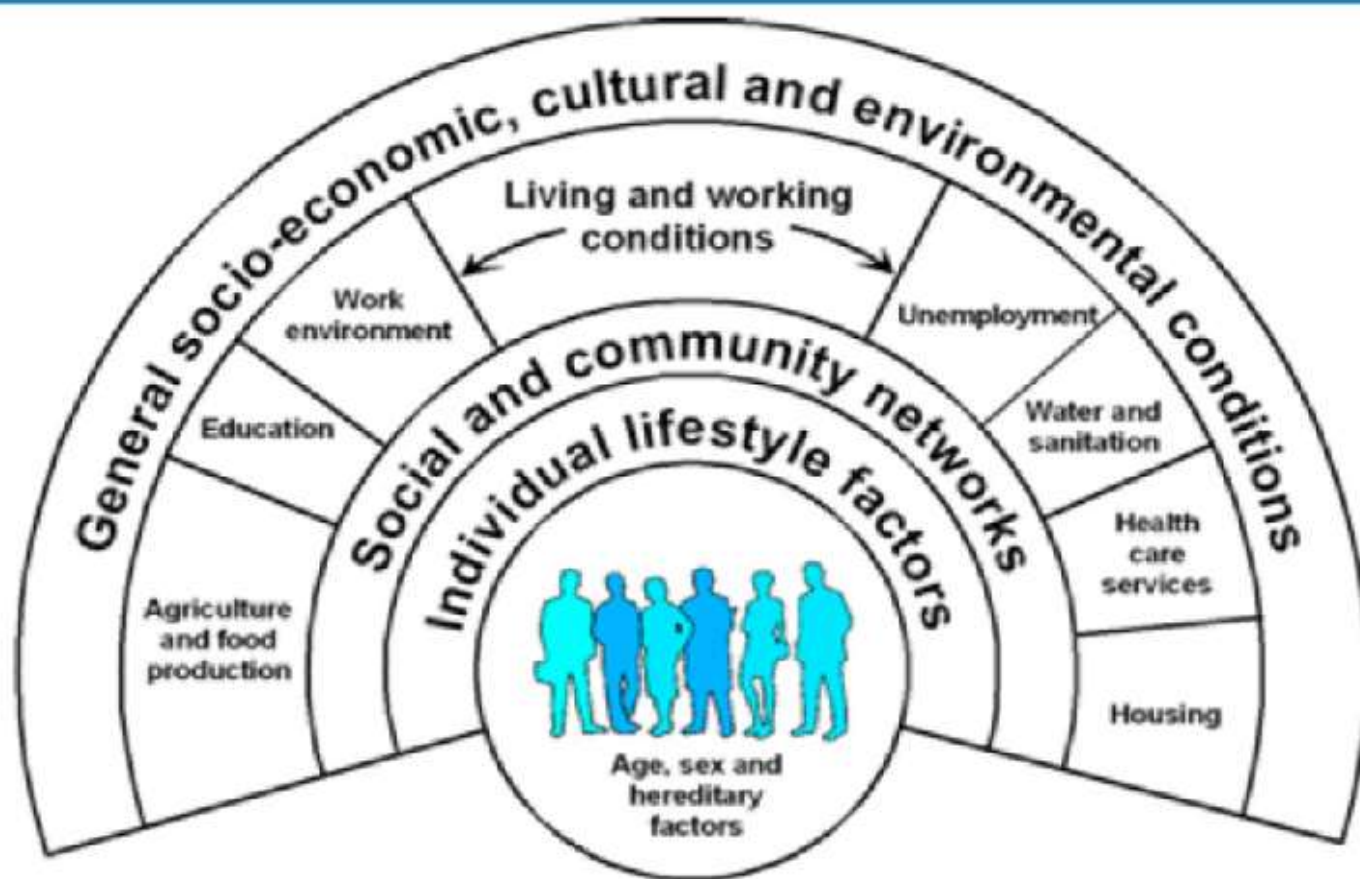 General socio-economic, cultural and environmental conditions
Living and working
conditions
Work
environment
Unemployment
Education
Water and
sanitation
Agriculture
and food
production
Health
care
services
Housing
Social and community networks
Individual lifestyle factors
Age, sex and
hereditary
factors